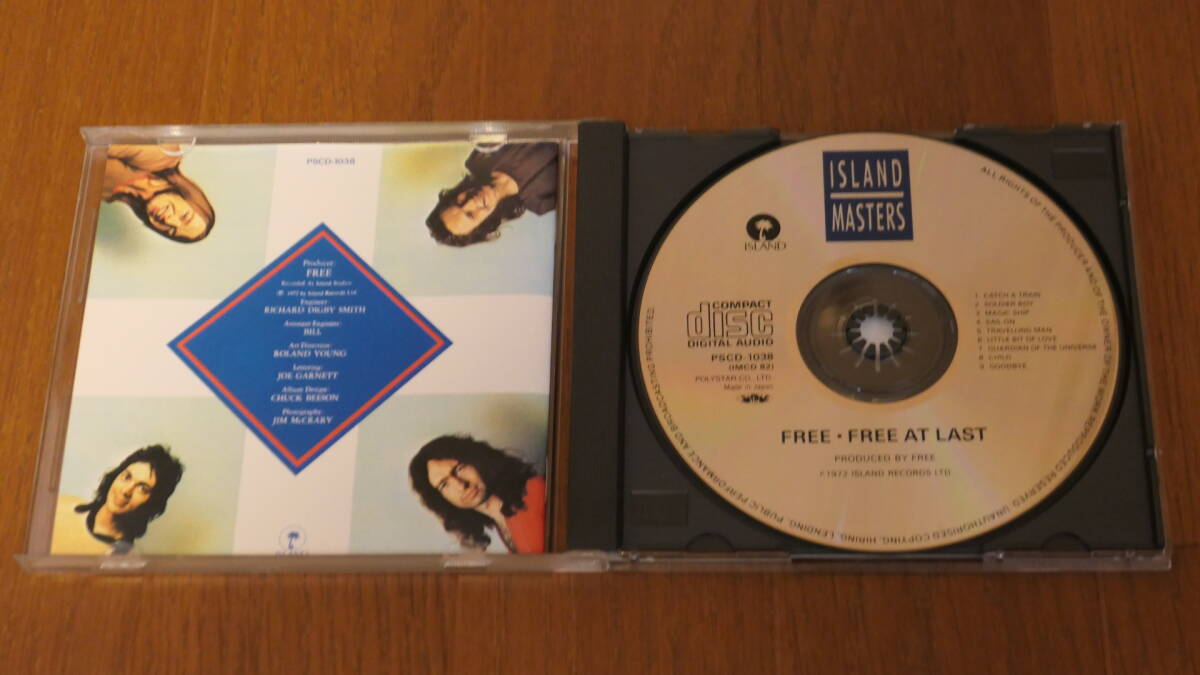 PSCD-1038
Producer:
FREE
Recorded At Island Studios
℗ 1972 by Island Records Ltd.
Engineer:
RICHARD DIGBY SMITH
Assistant Engineer:
BILL
Art Direction:
ROLAND YOUNG
Lettering:
JOE GARNETT
Album Design:
CHUCK BEESON
Photography:
JIM McCRARY
ISLAND
MASTERS
ISLAND
COMPACT
disc
DIGITAL AUDIO
PSCD-1038
(IMCD 82)
POLYSTAR CO., LTD.
Made in Japan
1 CATCH A TRAIN
2 SOLDIER BOY
3 MAGIC SHIP
4 SAIL ON
5 TRAVELLING MAN
6 LITTLE BIT OF LOVE
7 GUARDIAN OF THE UNIVERSE
8 CHILD
9 GOODBYE
FREE • FREE AT LAST
PRODUCED BY FREE
℗ 1972 ISLAND RECORDS LTD.
ALL RIGHTS OF THE PRODUCER AND OF THE OWNER OF THE WORK REPRODUCED RESERVED. UNAUTHORISED COPYING, HIRING, LENDING, PUBLIC PERFORMANCE AND BROADCASTING PROHIBITED.